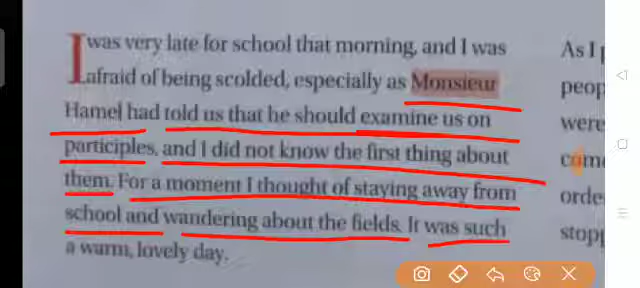 I was very late for school that morning, and I was
afraid of being scolded, especially as Monsieur
Hamel had told us that he should examine us on
participles, and I did not know the first thing about
them. For a moment I thought of staying away from
school and wandering about the fields. It was such
a warm, lovely day.
As I
peop
were
come
orde
stop